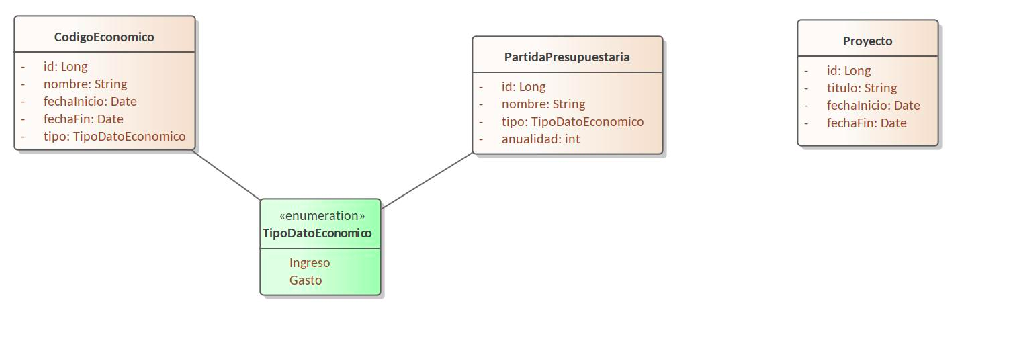 CodigoEconomico
- id: Long
- nombre: String
- fechaInicio: Date
- fechaFin: Date
- tipo: TipoDatoEconomico
PartidaPresupuestaria
- id: Long
- nombre: String
- tipo: TipoDatoEconomico
- anualidad: int
Proyecto
- id: Long
- titulo: String
- fechaInicio: Date
- fechaFin: Date
«enumeration»
TipoDatoEconomico
Ingreso
Gasto